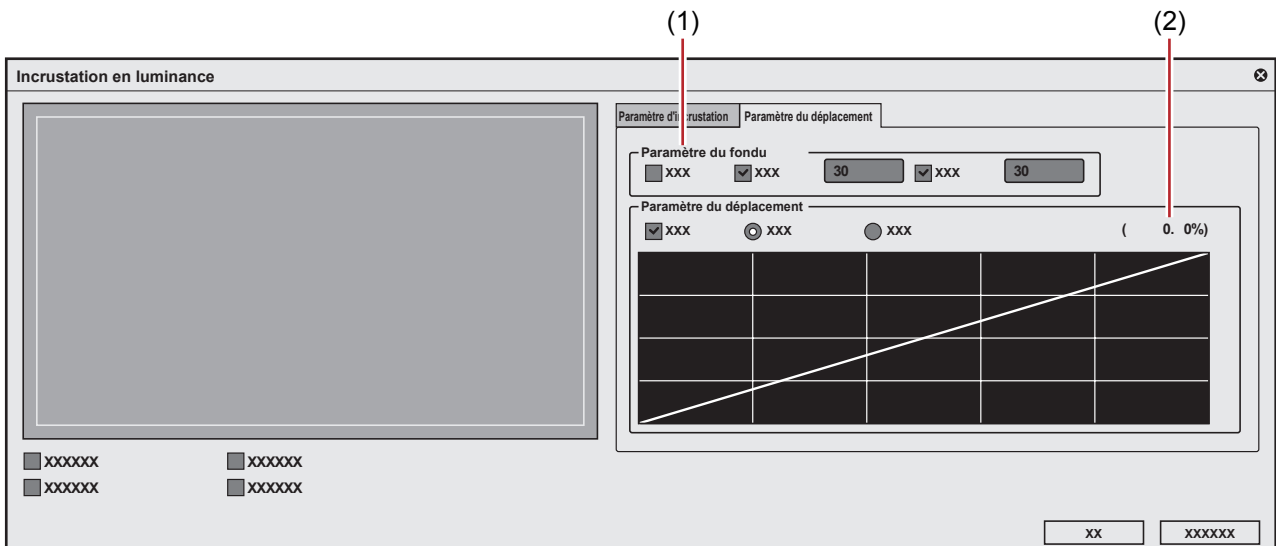 (1) (2)
Incrustation en luminance
Paramètre d'incrustation Paramètre du déplacement
Paramètre du fondu
XXX XXX 30 XXX 30
Paramètre du déplacement
XXX XXX XXX ( 0. 0%)
XXXXXX XXXXXX
XXXXXX XXXXXX
XX XXXXXX